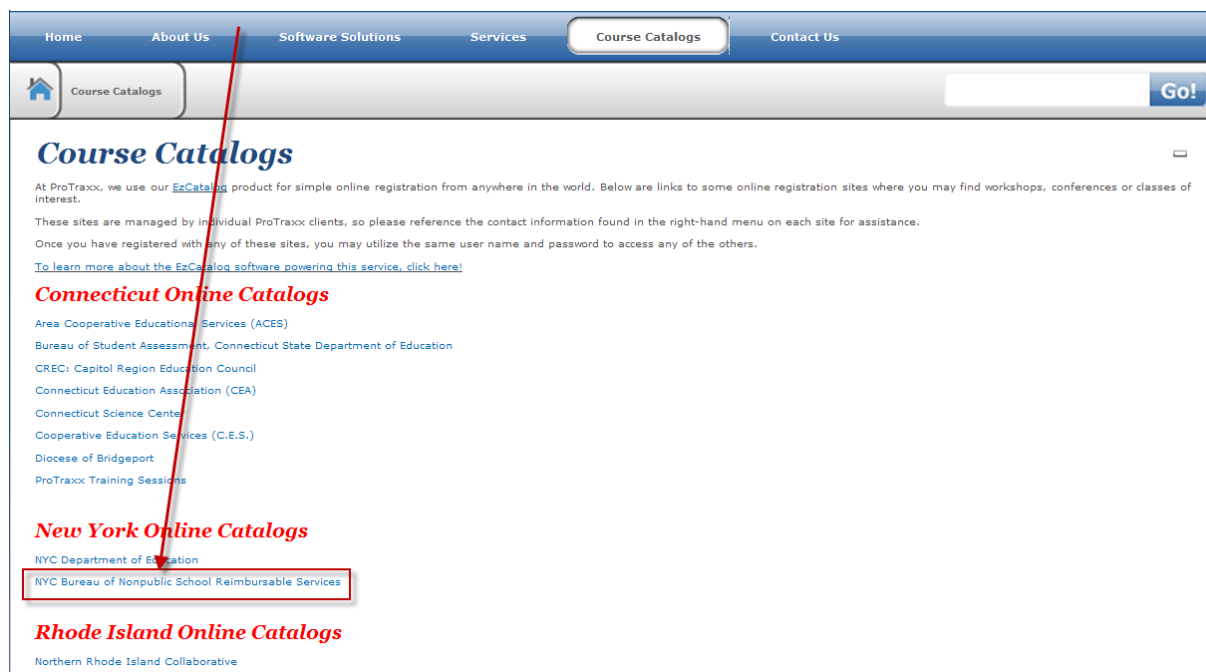 Home About Us Software Solutions Services Course Catalogs Contact Us
Course Catalogs Go!
Course Catalogs
At ProTraxx, we use our EzCatalog product for simple online registration from anywhere in the world. Below are links to some online registration sites where you may find workshops, conferences or classes of
interest.
These sites are managed by individual ProTraxx clients, so please reference the contact information found in the right-hand menu on each site for assistance.
Once you have registered with any of these sites, you may utilize the same user name and password to access any of the others.
To learn more about the EzCatalog software powering this service, click here!
Connecticut Online Catalogs
Area Cooperative Educational Services (ACES)
Bureau of Student Assessment, Connecticut State Department of Education
CREC: Capitol Region Education Council
Connecticut Education Association (CEA)
Connecticut Science Center
Cooperative Education Services (C.E.S.)
Diocese of Bridgeport
ProTraxx Training Sessions
New York Online Catalogs
NYC Department of Education
NYC Bureau of Nonpublic School Reimbursable Services
Rhode Island Online Catalogs
Northern Rhode Island Collaborative